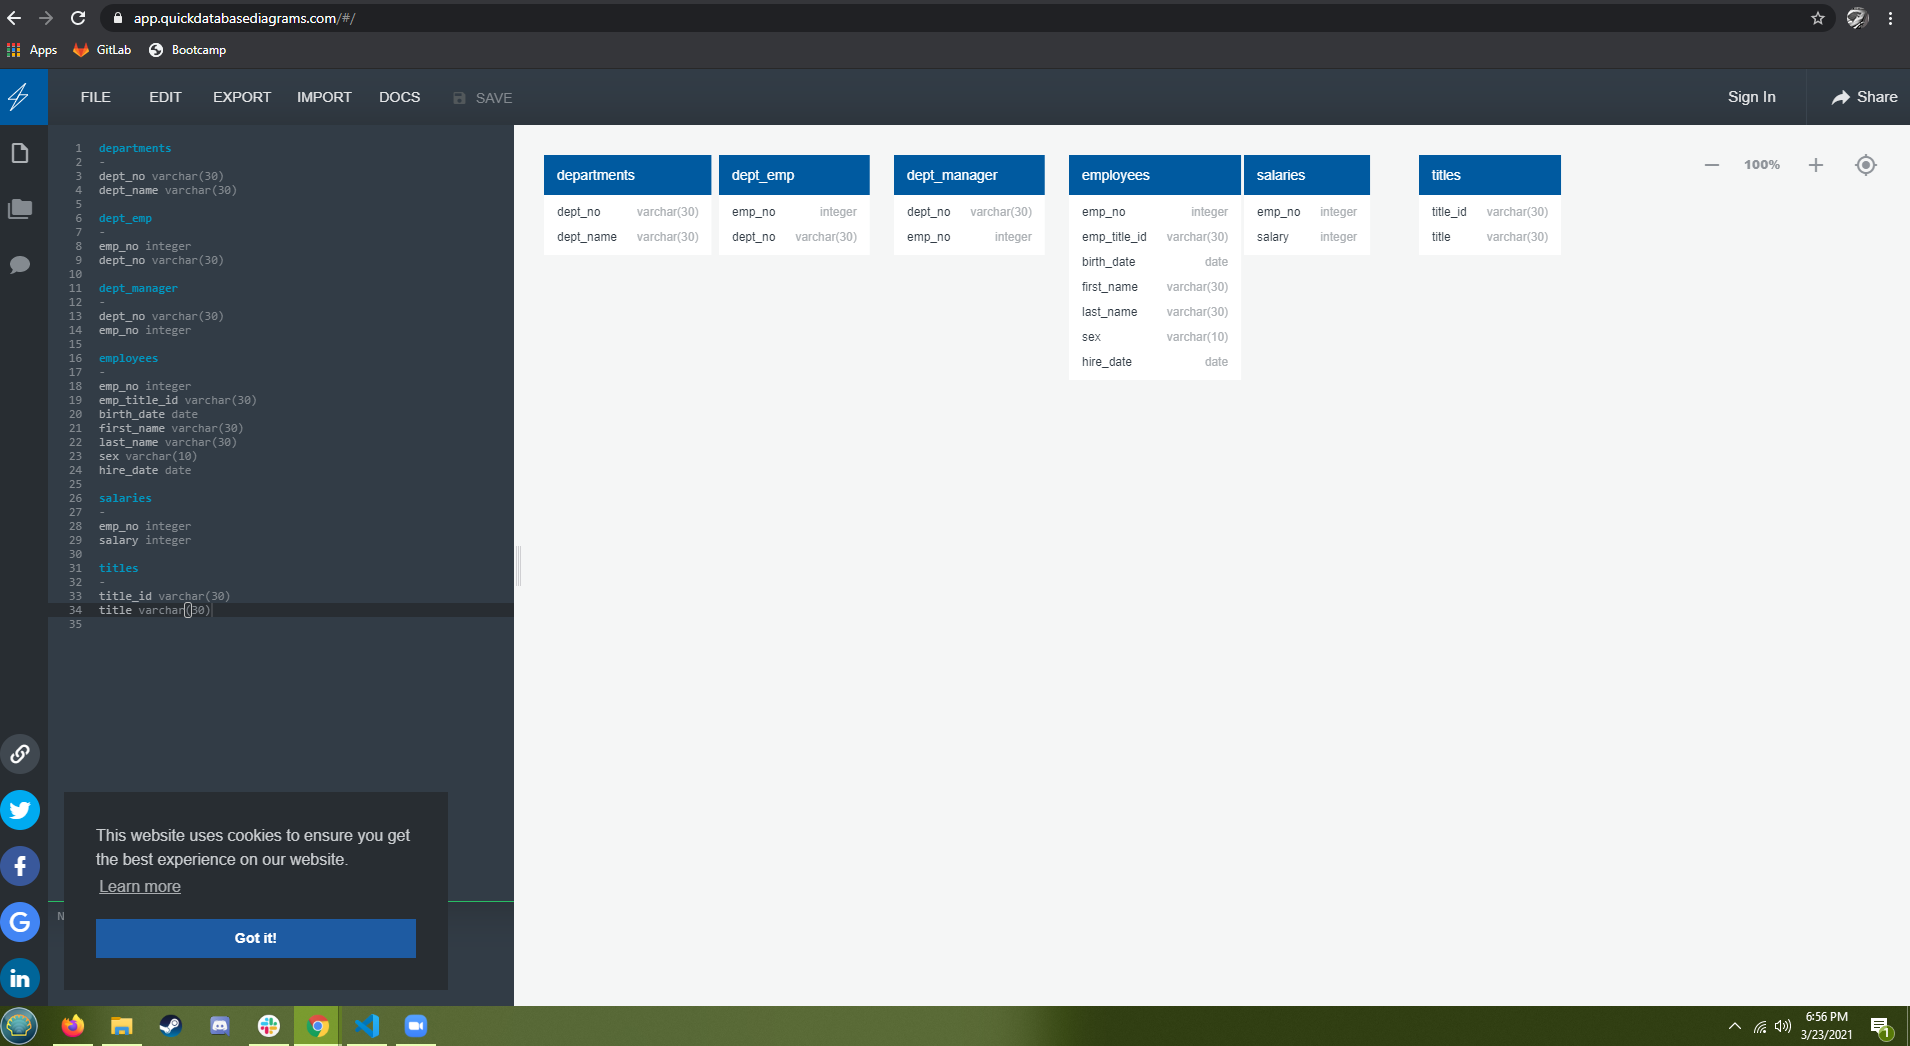 app.quickdatabasediagrams.com/#/
Apps GitLab Bootcamp
FILE EDIT EXPORT IMPORT DOCS SAVE Sign In Share
1 departments
2 -
3 dept_no varchar(30)
4 dept_name varchar(30)
5
6 dept_emp
7 -
8 emp_no integer
9 dept_no varchar(30)
10
11 dept_manager
12 -
13 dept_no varchar(30)
14 emp_no integer
15
16 employees
17 -
18 emp_no integer
19 emp_title_id varchar(30)
20 birth_date date
21 first_name varchar(30)
22 last_name varchar(30)
23 sex varchar(10)
24 hire_date date
25
26 salaries
27 -
28 emp_no integer
29 salary integer
30
31 titles
32 -
33 title_id varchar(30)
34 title varchar(30)
35
departments
dept_no varchar(30)
dept_name varchar(30)
dept_emp
emp_no integer
dept_no varchar(30)
dept_manager
dept_no varchar(30)
emp_no integer
employees
emp_no integer
emp_title_id varchar(30)
birth_date date
first_name varchar(30)
last_name varchar(30)
sex varchar(10)
hire_date date
salaries
emp_no integer
salary integer
titles
title_id varchar(30)
title varchar(30)
100%
This website uses cookies to ensure you get
the best experience on our website.
Learn more
Got it!
N
6:56 PM
3/23/2021
1